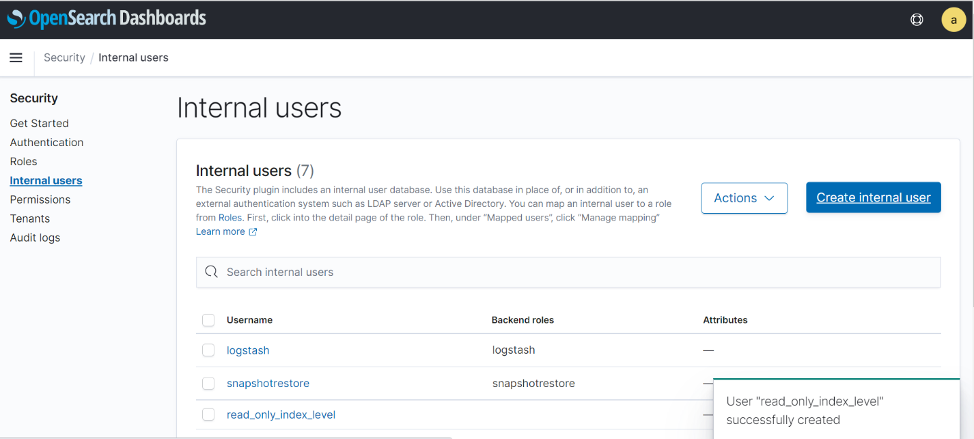 OpenSearch Dashboards
a
Security / Internal users
Security
Get Started
Authentication
Roles
Internal users
Permissions
Tenants
Audit logs
Internal users
Internal users (7)
The Security plugin includes an internal user database. Use this database in place of, or in addition to, an
external authentication system such as LDAP server or Active Directory. You can map an internal user to a role
from Roles. First, click into the detail page of the role. Then, under "Mapped users", click "Manage mapping"
Learn more
Actions
Create internal user
Search internal users
Username Backend roles Attributes
logstash logstash —
snapshotrestore snapshotrestore —
read_only_index_level —
User "read_only_index_level"
successfully created